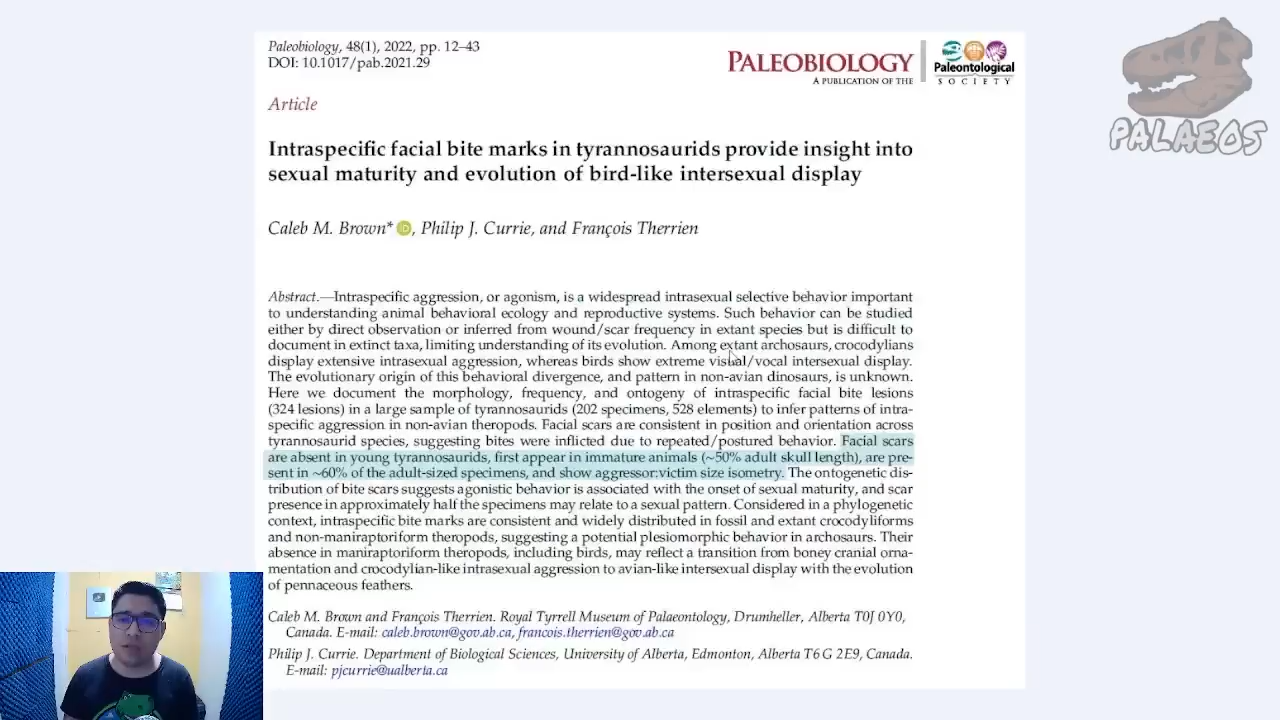 Paleobiology, 48(1), 2022, pp. 12–43
DOI: 10.1017/pab.2021.29
PALEOBIOLOGY
A PUBLICATION OF THE
Paleontological
SOCIETY
PALAEOS
Article
Intraspecific facial bite marks in tyrannosaurids provide insight into
sexual maturity and evolution of bird-like intersexual display
Caleb M. Brown* iD, Philip J. Currie, and François Therrien
Abstract.—Intraspecific aggression, or agonism, is a widespread intrasexual selective behavior important
to understanding animal behavioral ecology and reproductive systems. Such behavior can be studied
either by direct observation or inferred from wound/scar frequency in extant species but is difficult to
document in extinct taxa, limiting understanding of its evolution. Among extant archosaurs, crocodylians
display extensive intrasexual aggression, whereas birds show extreme visual/vocal intersexual display.
The evolutionary origin of this behavioral divergence, and pattern in non-avian dinosaurs, is unknown.
Here we document the morphology, frequency, and ontogeny of intraspecific facial bite lesions
(324 lesions) in a large sample of tyrannosaurids (202 specimens, 528 elements) to infer patterns of intra-
specific aggression in non-avian theropods. Facial scars are consistent in position and orientation across
tyrannosaurid species, suggesting bites were inflicted due to repeated/postured behavior. Facial scars
are absent in young tyrannosaurids, first appear in immature animals (~50% adult skull length), are pre-
sent in ~60% of the adult-sized specimens, and show aggressor:victim size isometry. The ontogenetic dis-
tribution of bite scars suggests agonistic behavior is associated with the onset of sexual maturity, and scar
presence in approximately half the specimens may relate to a sexual pattern. Considered in a phylogenetic
context, intraspecific bite marks are consistent and widely distributed in fossil and extant crocodyliforms
and non-maniraptoriform theropods, suggesting a potential plesiomorphic behavior in archosaurs. Their
absence in maniraptoriform theropods, including birds, may reflect a transition from boney cranial orna-
mentation and crocodylian-like intrasexual aggression to avian-like intersexual display with the evolution
of pennaceous feathers.
Caleb M. Brown and François Therrien. Royal Tyrrell Museum of Palaeontology, Drumheller, Alberta T0J 0Y0,
Canada. E-mail: caleb.brown@gov.ab.ca, francois.therrien@gov.ab.ca
Philip J. Currie. Department of Biological Sciences, University of Alberta, Edmonton, Alberta T6 G 2E9, Canada.
E-mail: pjcurrie@ualberta.ca